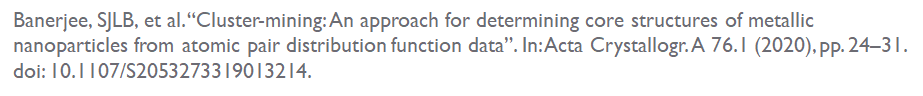 Banerjee, SJLB, et al. “Cluster-mining: An approach for determining core structures of metallic
nanoparticles from atomic pair distribution function data”. In: Acta Crystallogr. A 76.1 (2020), pp. 24–31.
doi: 10.1107/S2053273319013214.